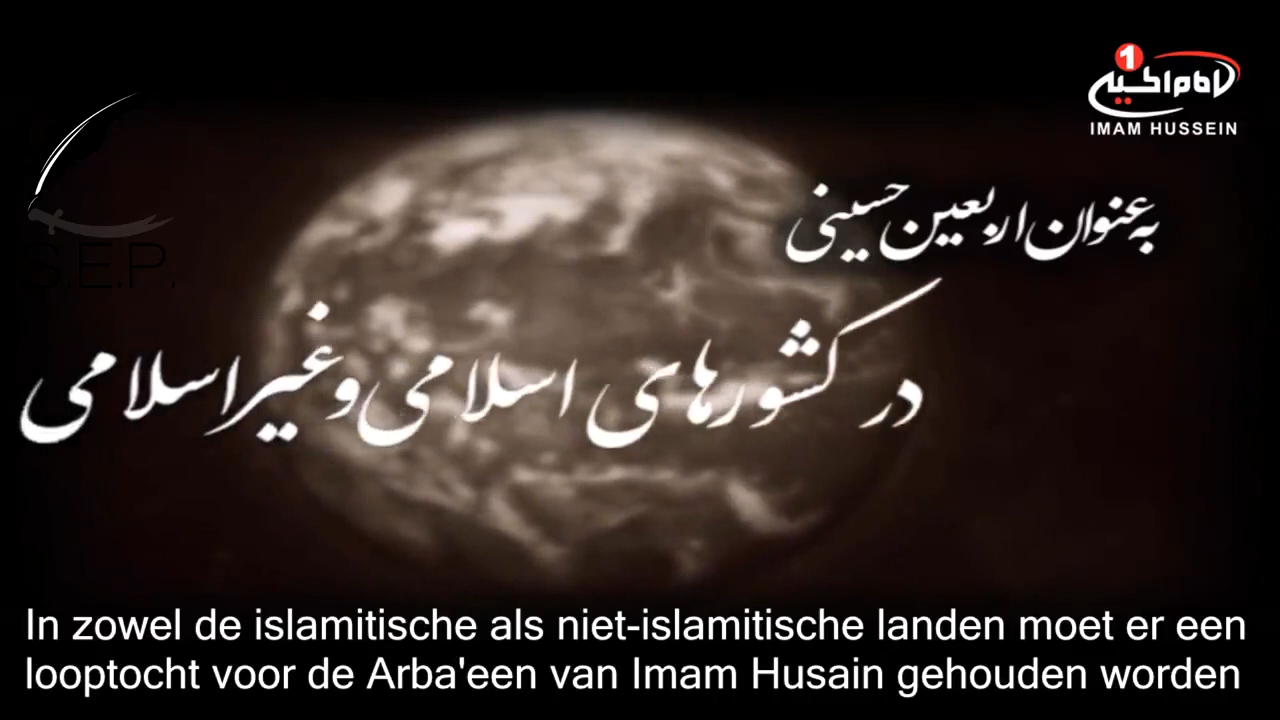 1
امام حسین
IMAM HUSSEIN
به عنوان اربعین حسینی
S.E.P.
در کشورهای اسلامی و غیر اسلامی
In zowel de islamitische als niet-islamitische landen moet er een
looptocht voor de Arba'een van Imam Husain gehouden worden